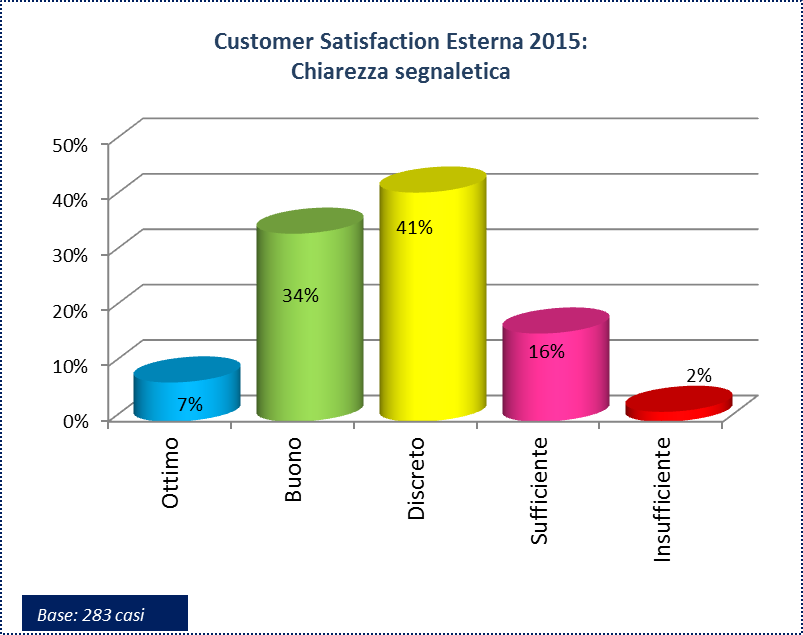 Customer Satisfaction Esterna 2015:
Chiarezza segnaletica
50%
40%
30%
20%
10%
0%
7%
34%
41%
16%
2%
Ottimo
Buono
Discreto
Sufficiente
Insufficiente
Base: 283 casi